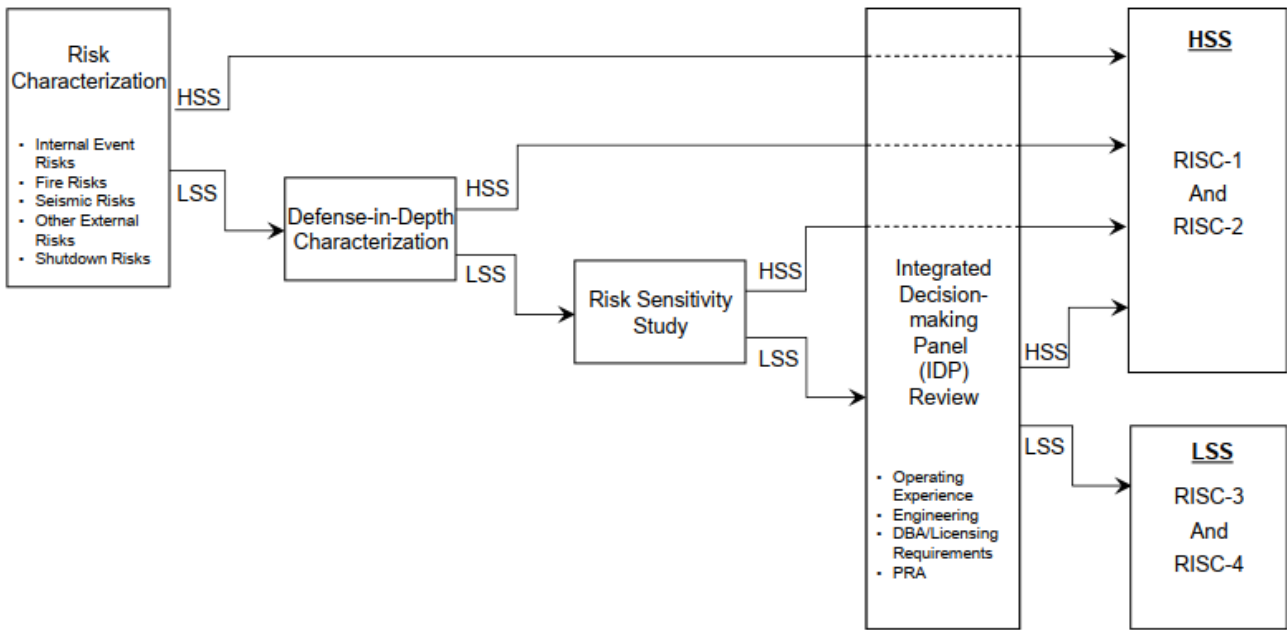 Risk
Characterization
• Internal Event
Risks
• Fire Risks
• Seismic Risks
• Other External
Risks
• Shutdown Risks
HSS
LSS
Defense-in-Depth
Characterization
HSS
LSS
Risk Sensitivity
Study
HSS
LSS
Integrated
Decision-
making
Panel
(IDP)
Review
• Operating
Experience
• Engineering
• DBA/Licensing
Requirements
• PRA
HSS
LSS
HSS
RISC-1
And
RISC-2
LSS
RISC-3
And
RISC-4